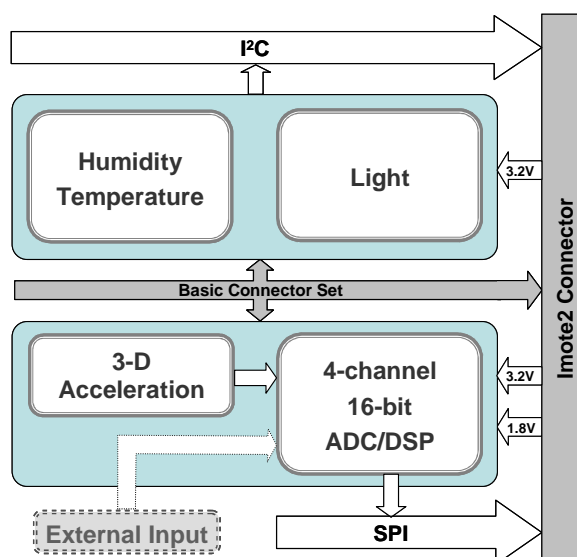 I²C
Humidity
Temperature
Light
3.2V
Basic Connector Set
3-D
Acceleration
4-channel
16-bit
ADC/DSP
3.2V
1.8V
External Input
SPI
Imote2 Connector